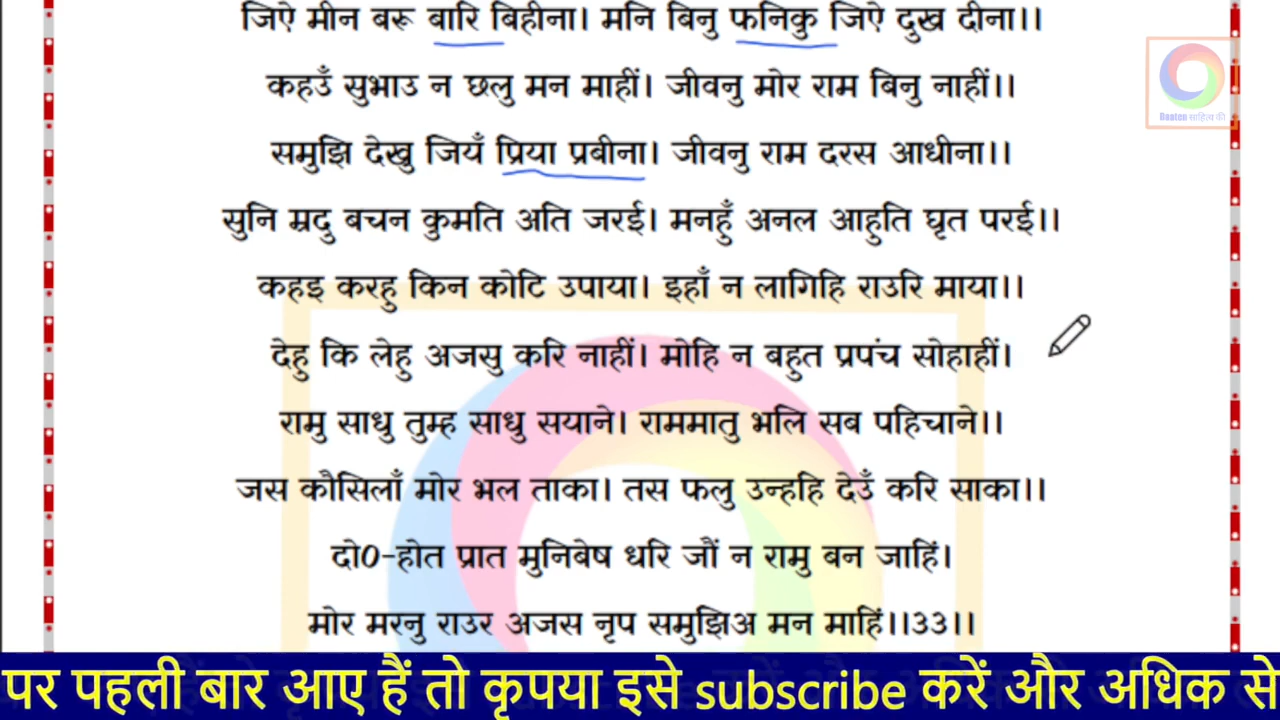 जिऐ मीन बरू बारि बिहीना। मनि बिनु फनिकु जिऐ दुख दीना।।
कहउँ सुभाउ न छलु मन माहीं। जीवनु मोर राम बिनु नाहीं।।
समुझि देखु जियँ प्रिया प्रबीना। जीवनु राम दरस आधीना।।
सुनि म्रदु बचन कुमति अति जरई। मनहुँ अनल आहुति घृत परई।।
कहइ करहु किन कोटि उपाया। इहाँ न लागिहि राउरि माया।।
देहु कि लेहु अजसु करि नाहीं। मोहि न बहुत प्रपंच सोहाहीं।
रामु साधु तुम्ह साधु सयाने। राममातु भलि सब पहिचाने।।
जस कौसिलाँ मोर भल ताका। तस फलु उन्हहि देउँ करि साका।।
दो0-होत प्रात मुनिबेष धरि जौं न रामु बन जाहिं।
मोर मरनु राउर अजस नृप समुझिअ मन माहिं।।३३।।
Baaten साहित्य की
पर पहली बार आए हैं तो कृपया इसे subscribe करें और अधिक से